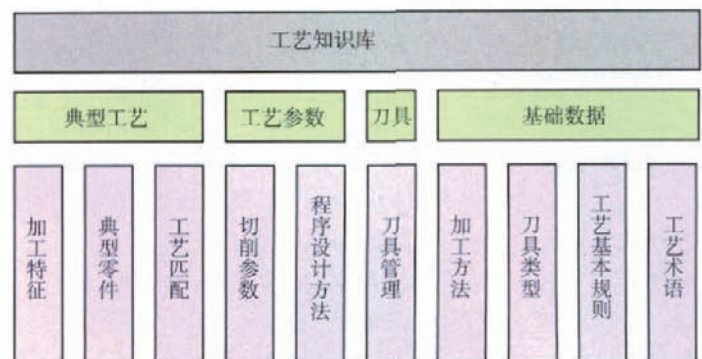 工艺知识库
典型工艺
工艺参数
刀具
基础数据
加工特征
典型零件
工艺匹配
切削参数
程序设计方法
刀具管理
加工方法
刀具类型
工艺基本规则
工艺术语